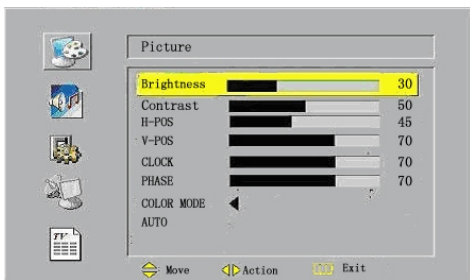 Picture
Brightness 30
Contrast 50
H-POS 45
V-POS 70
CLOCK 70
PHASE 70
COLOR MODE
AUTO
TV
Move Action Exit